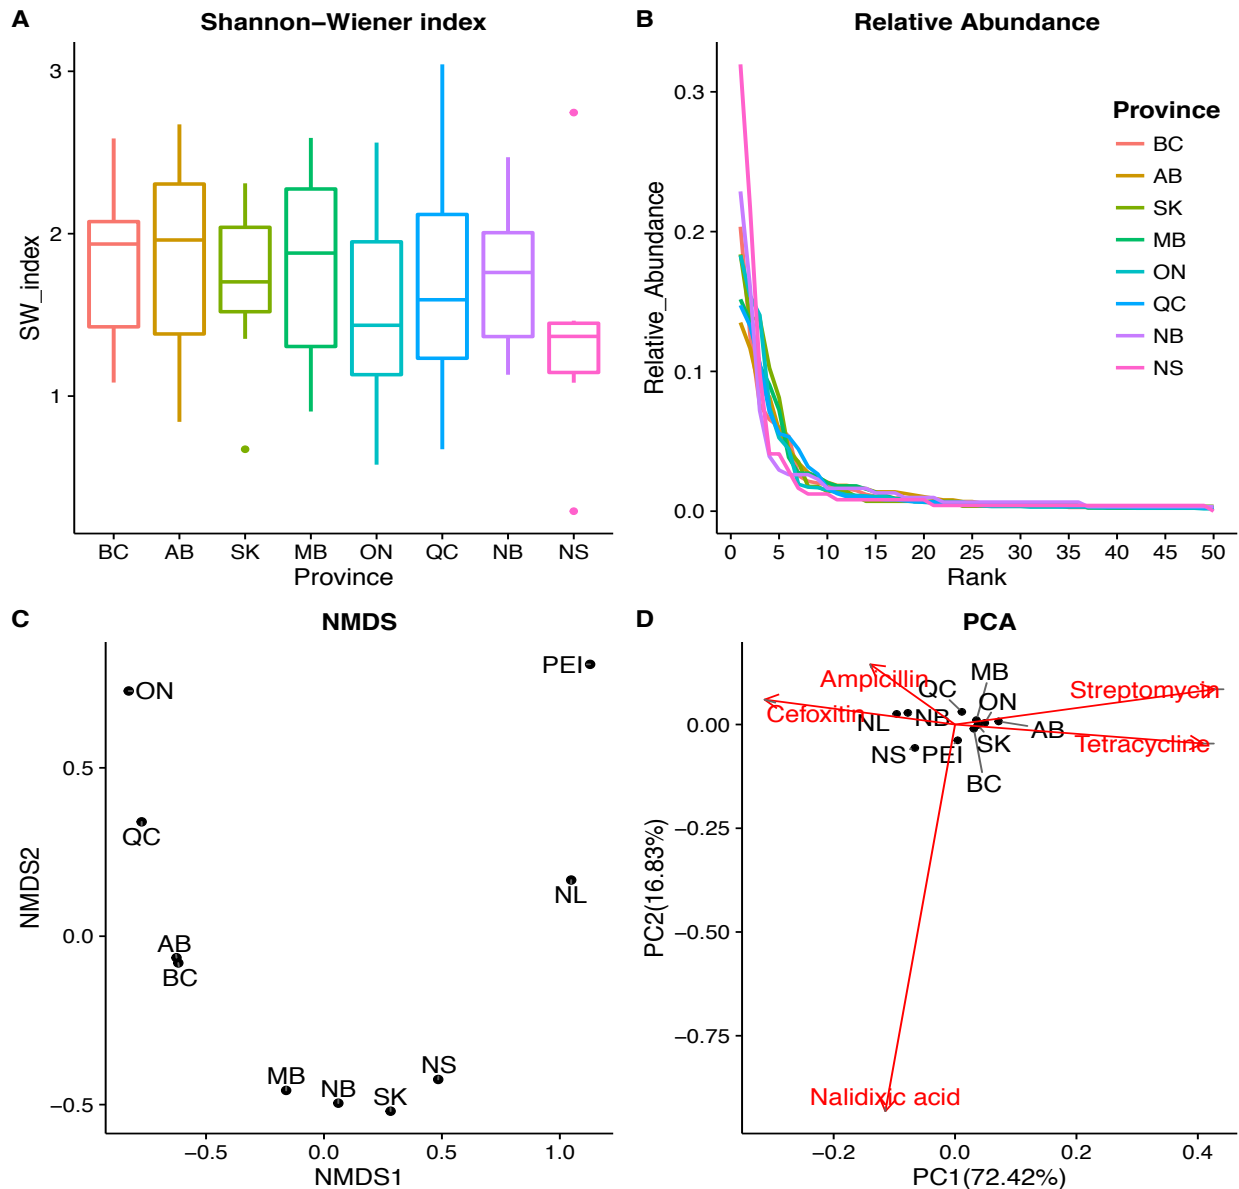 A
Shannon−Wiener index
SW_index
3
2
1
BC AB SK MB ON QC NB NS
Province
B
Relative Abundance
Relative_Abundance
0.3
0.2
0.1
0.0
0 5 10 15 20 25 30 35 40 45 50
Rank
Province
BC
AB
SK
MB
ON
QC
NB
NS
C
NMDS
NMDS2
0.5
0.0
−0.5
ON
PEI
QC
NL
AB
BC
MB
NB
SK
NS
−0.5 0.0 0.5 1.0
NMDS1
D
PCA
PC2(16.83%)
0.00
−0.25
−0.50
−0.75
Ampicillin
Cefoxitin
Streptomycin
Tetracycline
Nalidixic acid
QC
MB
ON
NL
NB
AB
NS
PEI
SK
BC
−0.2 0.0 0.2 0.4
PC1(72.42%)